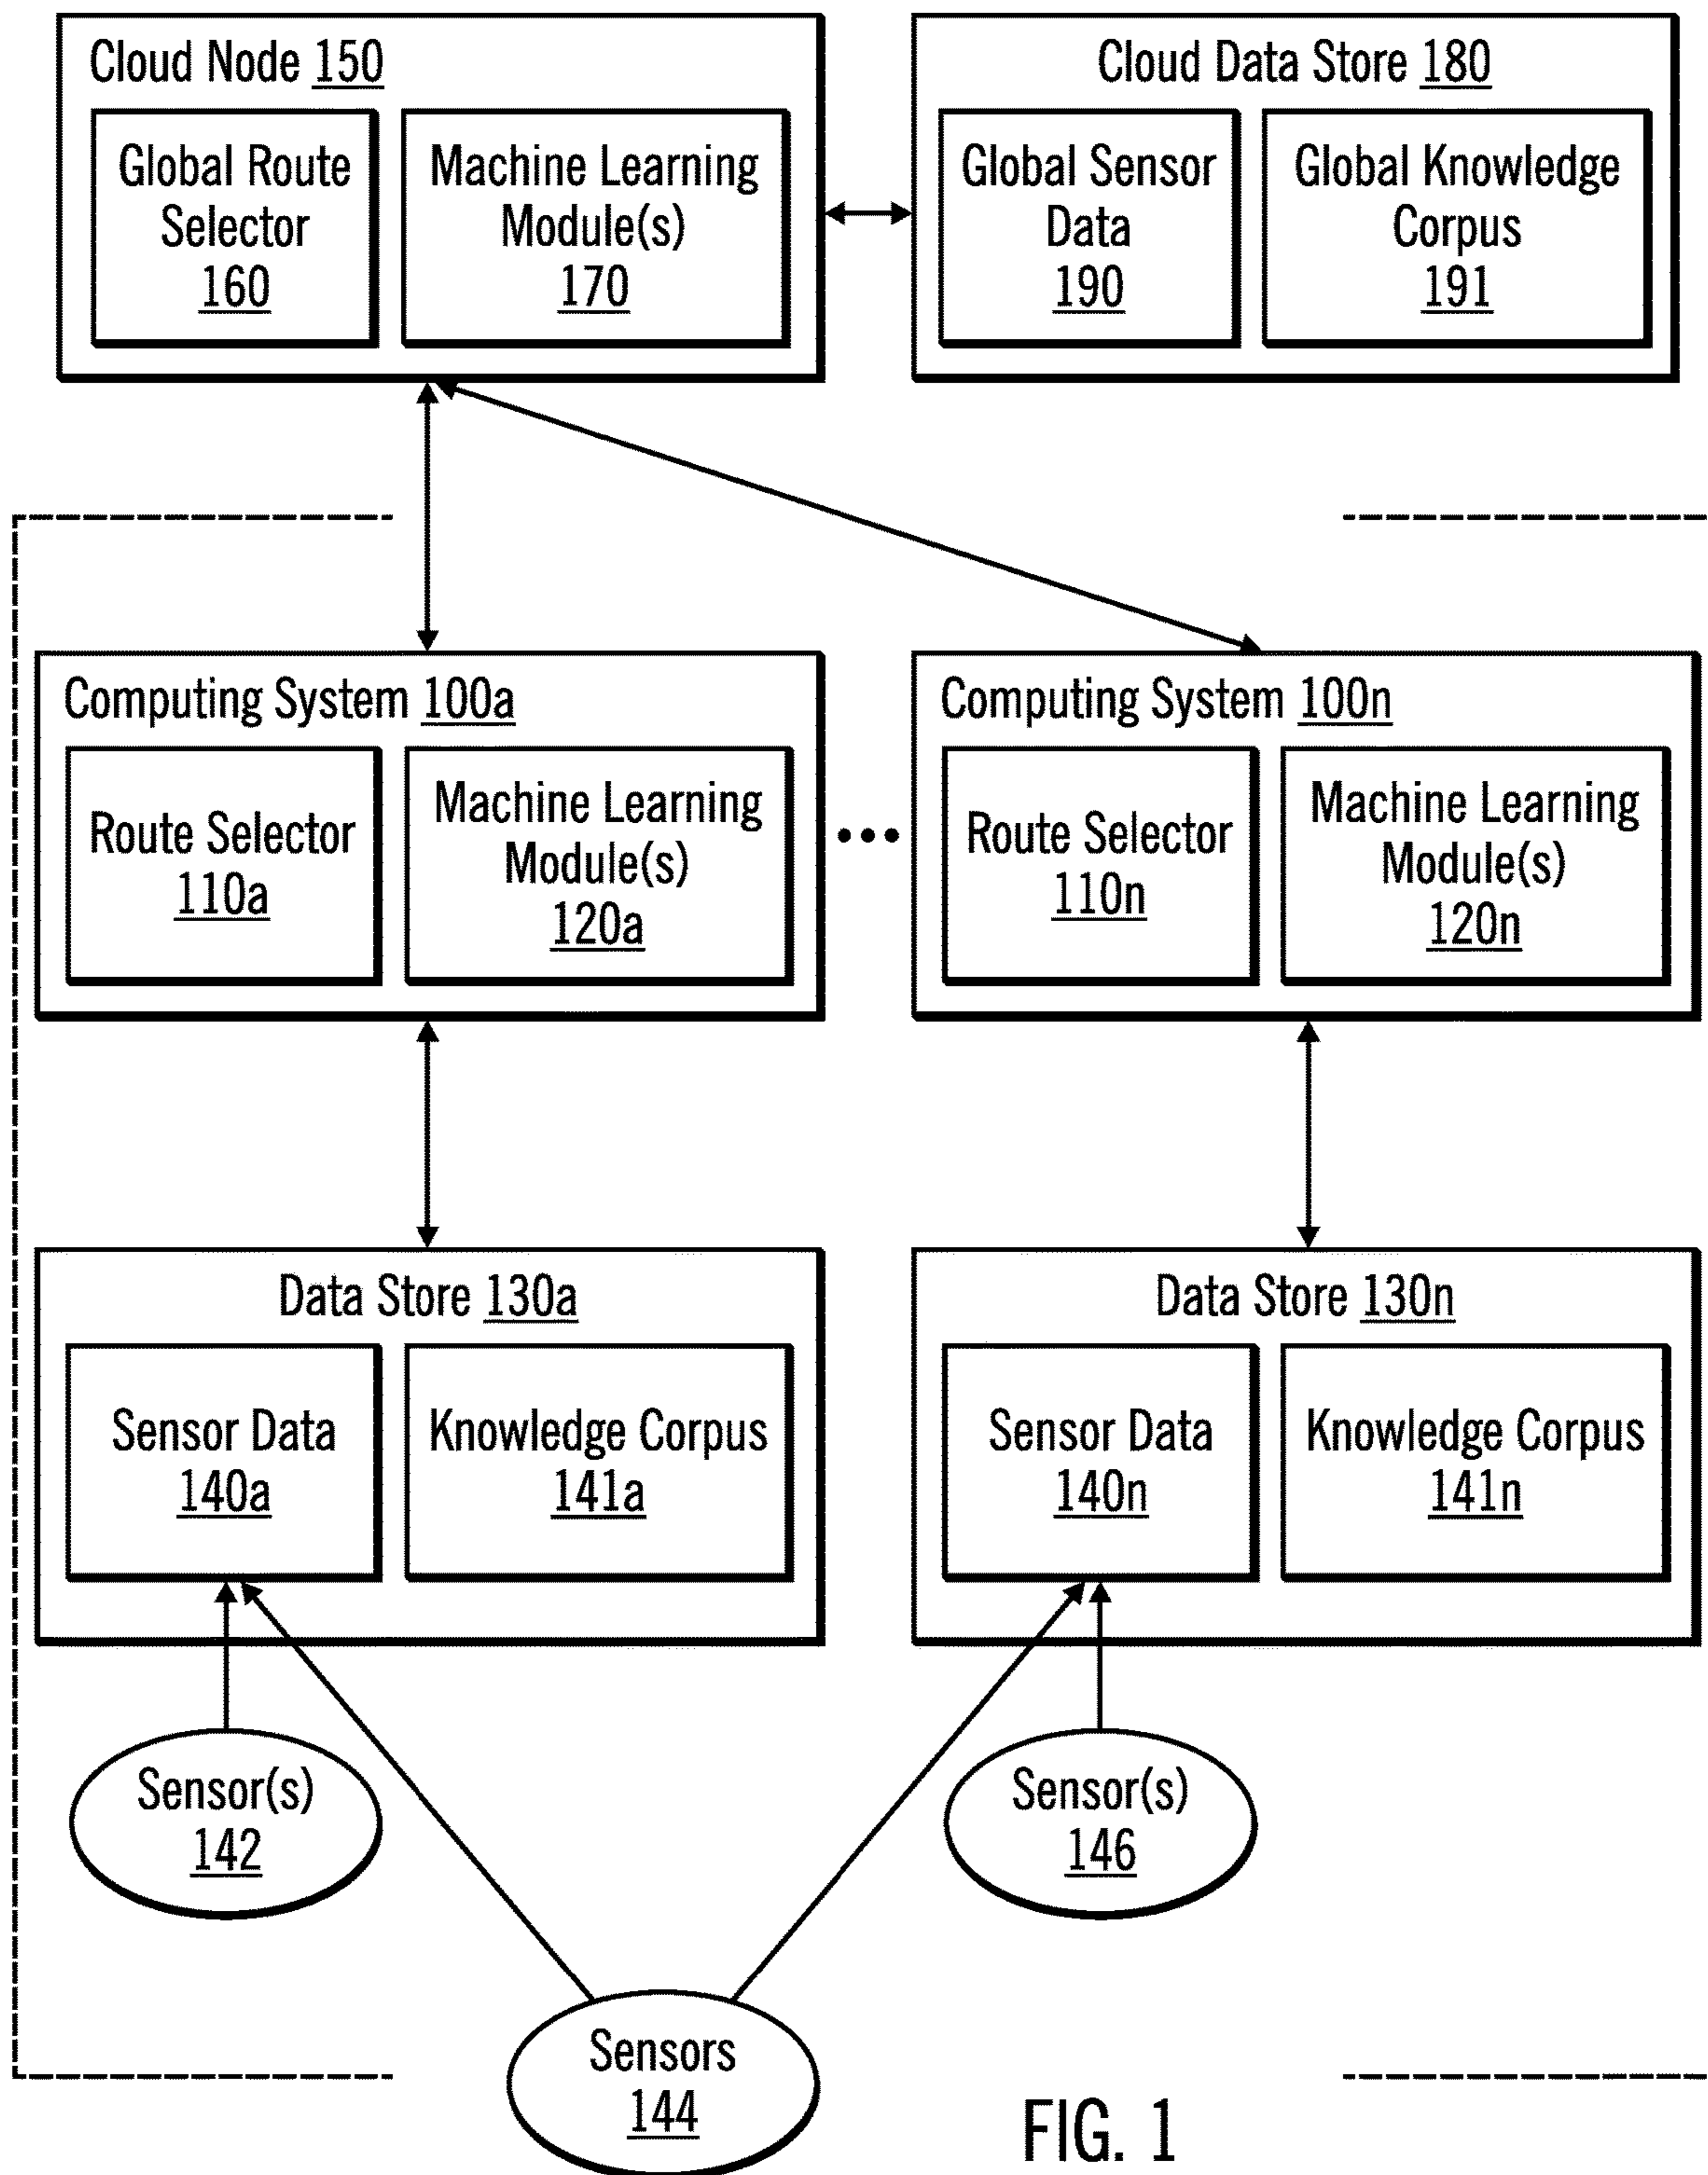 Cloud Node 150
Global Route
Selector
160
Machine Learning
Module(s)
170
Cloud Data Store 180
Global Sensor
Data
190
Global Knowledge
Corpus
191
Computing System 100a
Route Selector
110a
Machine Learning
Module(s)
120a
Computing System 100n
Route Selector
110n
Machine Learning
Module(s)
120n
Data Store 130a
Sensor Data
140a
Knowledge Corpus
141a
Data Store 130n
Sensor Data
140n
Knowledge Corpus
141n
Sensor(s)
142
Sensor(s)
146
Sensors
144
FIG. 1